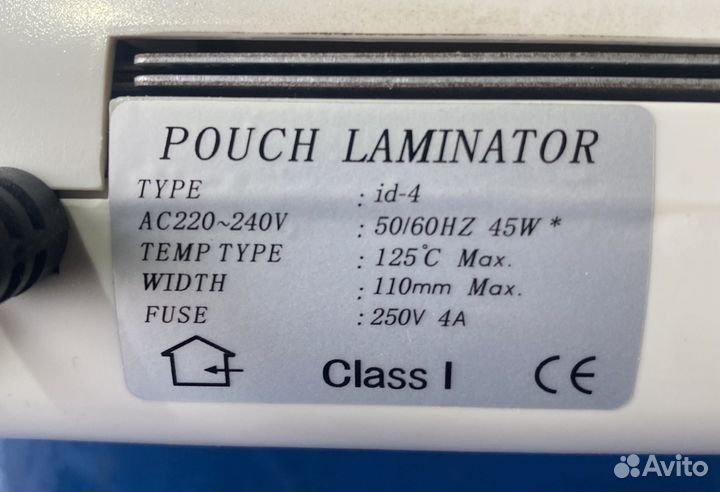 POUCH LAMINATOR
TYPE : id-4
AC220~240V : 50/60HZ 45W *
TEMP TYPE : 125°C Max.
WIDTH : 110mm Max.
FUSE : 250V 4A
Class I CE
Avito